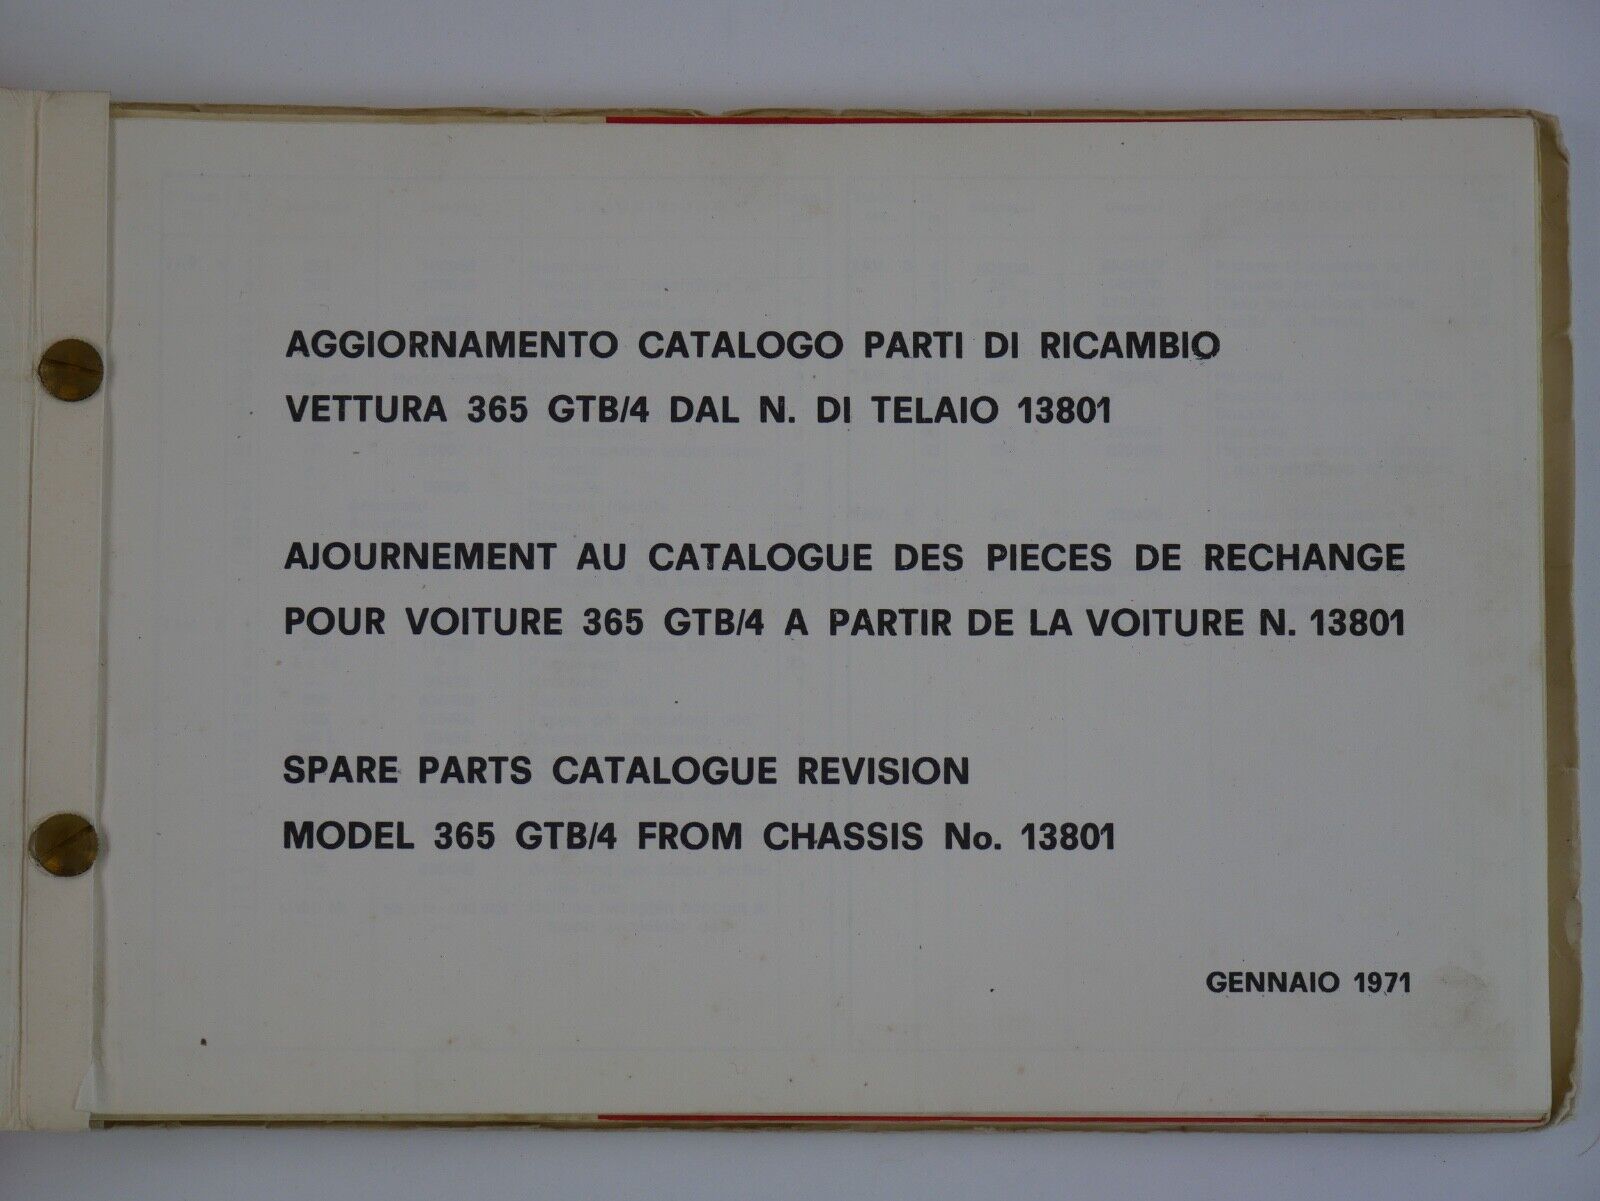 AGGIORNAMENTO CATALOGO PARTI DI RICAMBIO
VETTURA 365 GTB/4 DAL N. DI TELAIO 13801
AJOURNEMENT AU CATALOGUE DES PIECES DE RECHANGE
POUR VOITURE 365 GTB/4 A PARTIR DE LA VOITURE N. 13801
SPARE PARTS CATALOGUE REVISION
MODEL 365 GTB/4 FROM CHASSIS No. 13801
GENNAIO 1971